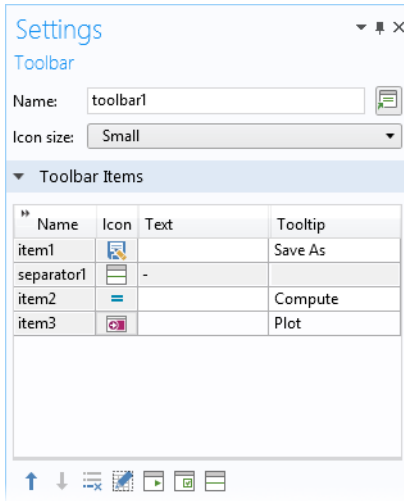 Settings
Toolbar
Name: toolbar1
Icon size: Small
Toolbar Items
Name Icon Text Tooltip
item1 Save As
separator1 -
item2 Compute
item3 Plot